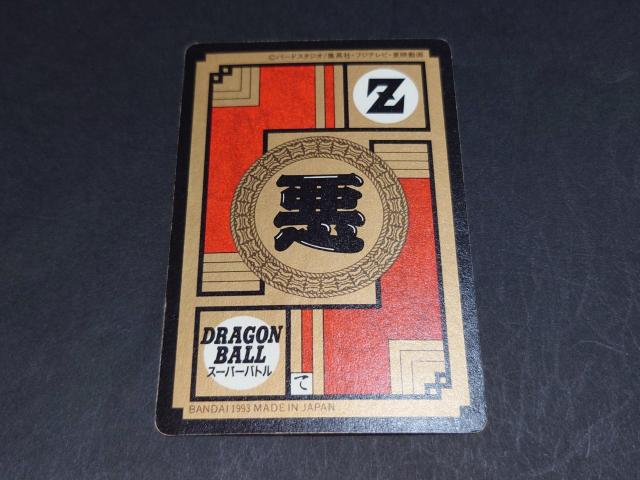 ©バードスタジオ/集英社・フジテレビ・東映動画
Z
悪
DRAGON
BALL
スーパーバトル
て
BANDAI 1993 MADE IN JAPAN